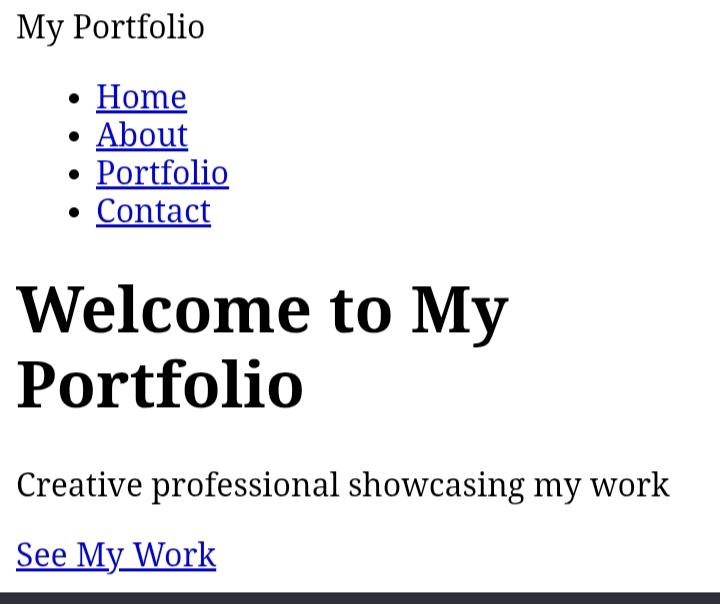 My Portfolio
Home
About
Portfolio
Contact
Welcome to My
Portfolio
Creative professional showcasing my work
See My Work